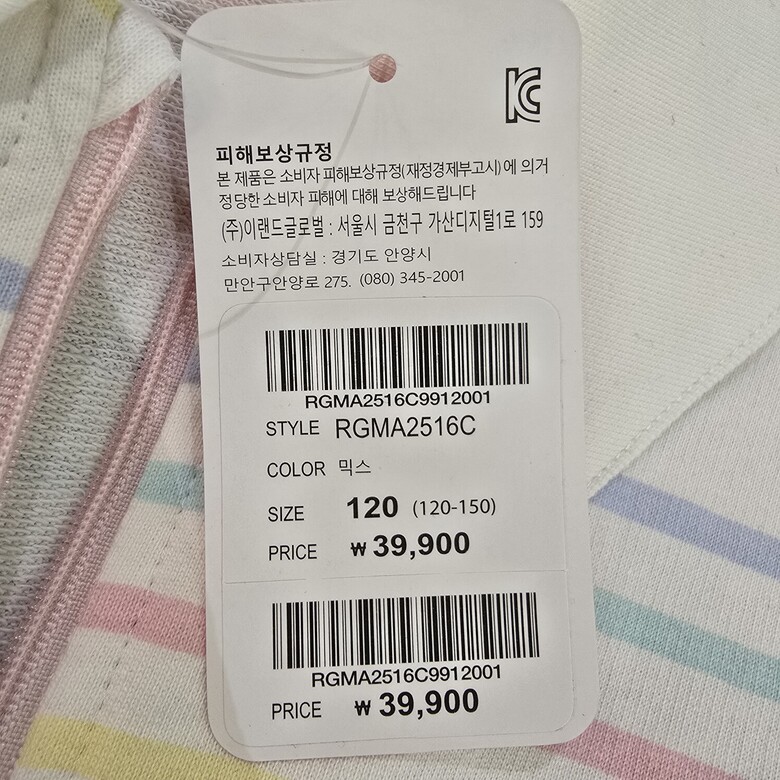 KC
피해보상규정
본 제품은 소비자 피해보상규정(재정경제부고시)에 의거
정당한 소비자 피해에 대해 보상해드립니다
(주)이랜드글로벌 : 서울시 금천구 가산디지털1로 159
소비자상담실 : 경기도 안양시
만안구안양로 275. (080) 345-2001
RGMA2516C9912001
STYLE RGMA2516C
COLOR 믹스
SIZE 120 (120-150)
PRICE ₩39,900
RGMA2516C9912001
PRICE ₩39,900